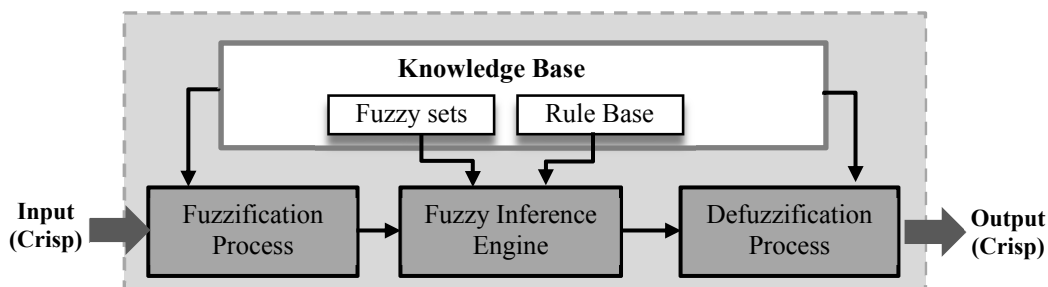 Knowledge Base
Fuzzy sets
Rule Base
Input
(Crisp)
Fuzzification
Process
Fuzzy Inference
Engine
Defuzzification
Process
Output
(Crisp)